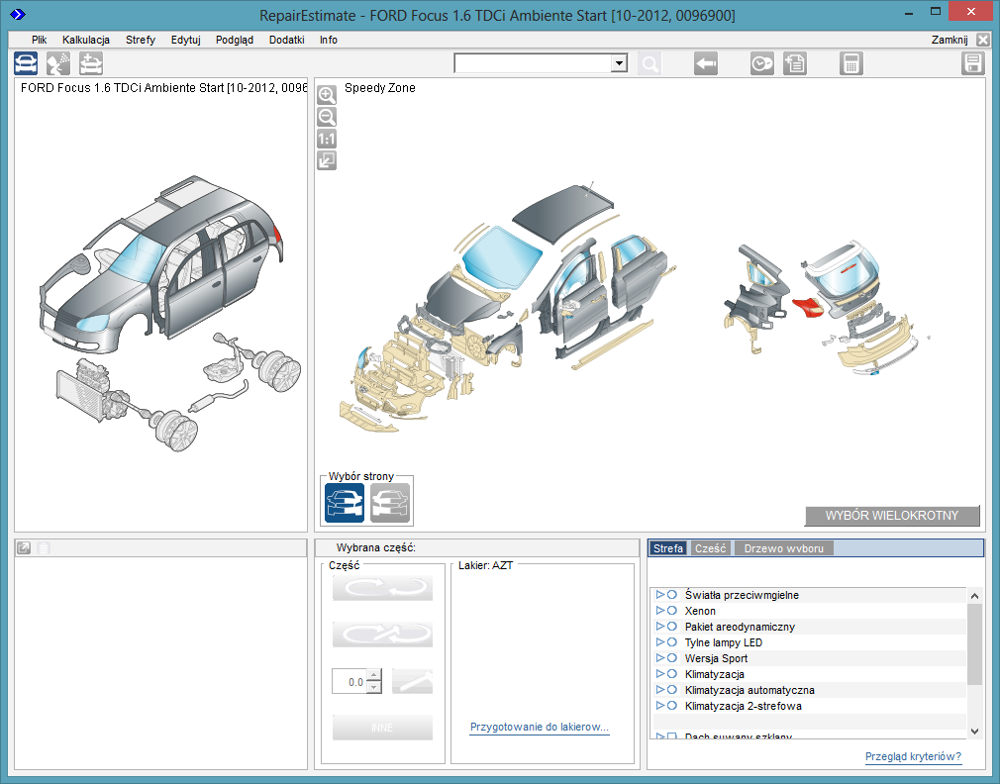 RepairEstimate - FORD Focus 1.6 TDCi Ambiente Start [10-2012, 0096900]
Plik Kalkulacja Strefy Edytuj Podgląd Dodatki Info Zamknij
FORD Focus 1.6 TDCi Ambiente Start [10-2012, 0096
Speedy Zone
1:1
Wybór strony
WYBÓR WIELOKROTNY
Wybrana część:
Część
Lakier: AZT
0.0
INNE
Przygotowanie do lakierow...
Strefa Cześć Drzewo wyboru
Światła przeciwmgielne
Xenon
Pakiet areodynamiczny
Tylne lampy LED
Wersja Sport
Klimatyzacja
Klimatyzacja automatyczna
Klimatyzacja 2-strefowa
Dach suwany szklany
Przegląd kryteriów?